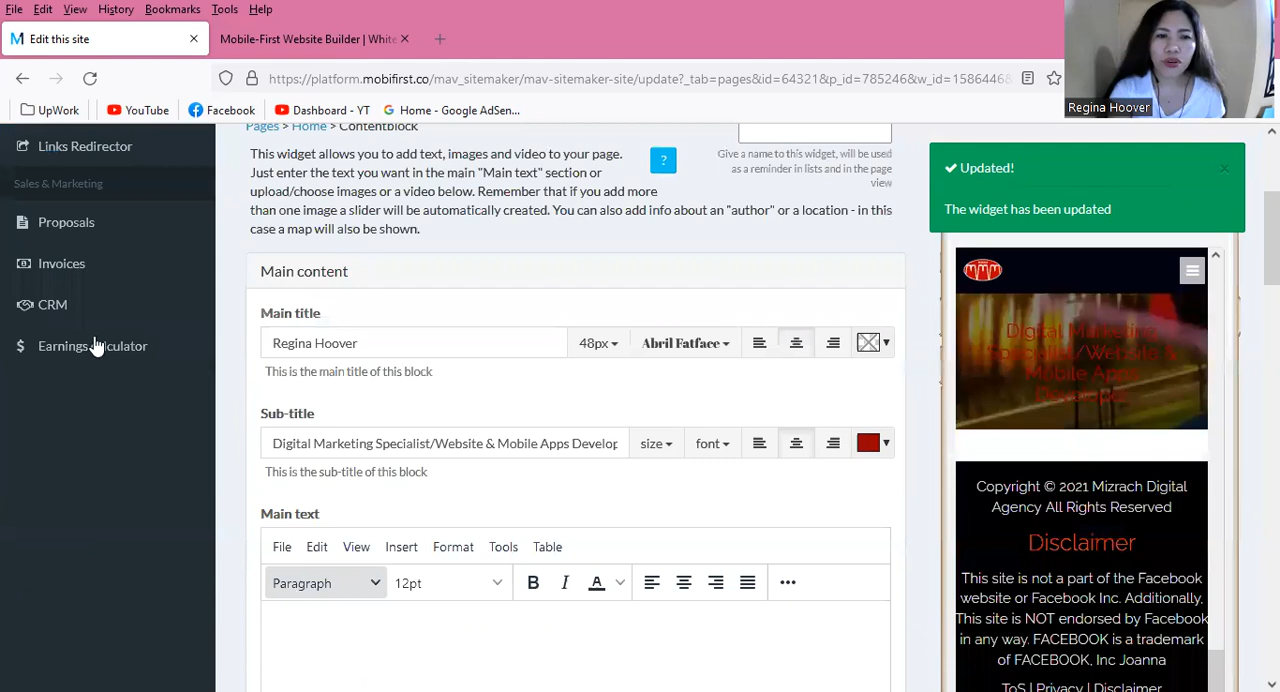 File Edit View History Bookmarks Tools Help
M Edit this site
Mobile-First Website Builder | White
https://platform.mobifirst.co/mav_sitemaker/mav-sitemaker-site/update?_tab=pages&id=64321&p_id=785246&w_id=15864468
UpWork YouTube Facebook Dashboard - YT Home - Google AdSen...
Regina Hoover
Links Redirector
Sales & Marketing
Proposals
Invoices
CRM
Earnings
Pages > Home > Contentblock
This widget allows you to add text, images and video to your page.
Just enter the text you want in the main "Main text" section or
upload/choose images or a video below. Remember that if you add more
than one image a slider will be automatically created. You can also add info about an "author" or a location - in this
case a map will also be shown.
?
Give a name to this widget, will be used
as a reminder in lists and in the page
view
Main content
Main title
Regina Hoover 48px Abril Fatface
This is the main title of this block
Sub-title
Digital Marketing Specialist/Website & Mobile Apps Develop size font
This is the sub-title of this block
Main text
File Edit View Insert Format Tools Table
Paragraph 12pt B I A ...
Updated!
The widget has been updated
Digital Marketing
Specialist/Website &
Mobile Apps
Developer
Copyright © 2021 Mizrach Digital
Agency All Rights Reserved
Disclaimer
This site is not a part of the Facebook
website or Facebook Inc. Additionally,
This site is NOT endorsed by Facebook
in any way. FACEBOOK is a trademark
of FACEBOOK, Inc Joanna
ToS | Privacy | Disclaimer